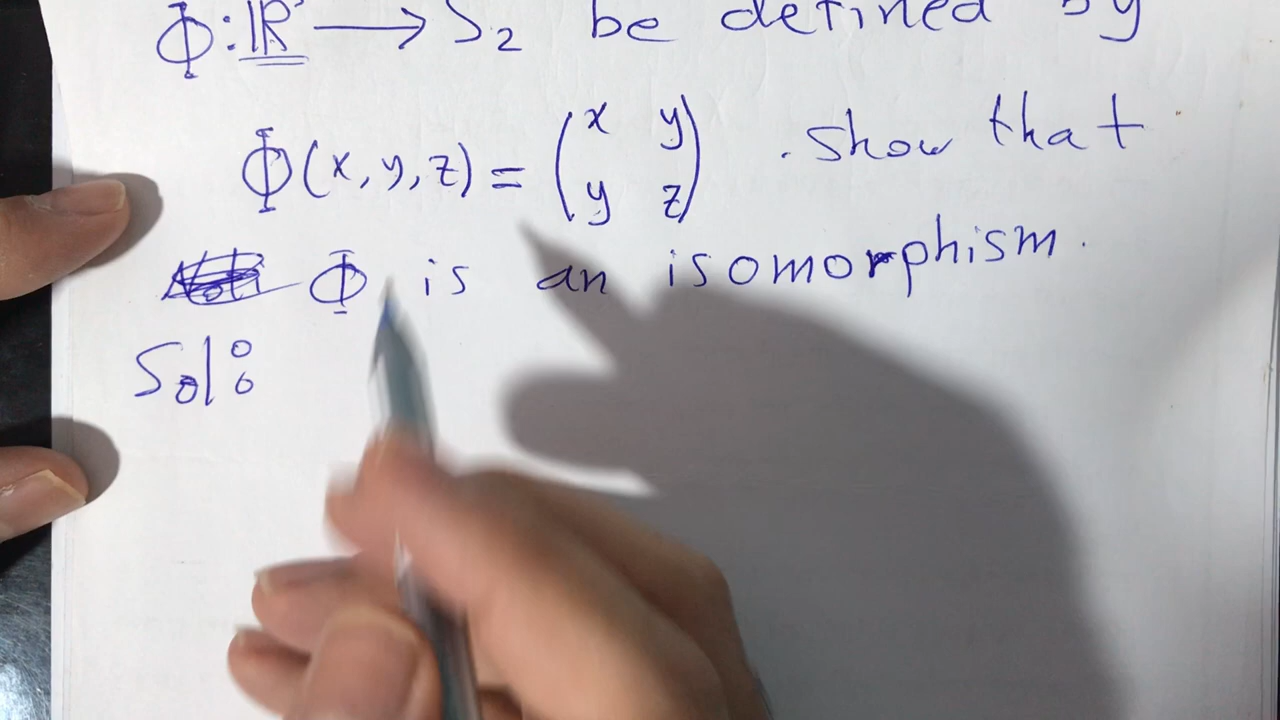 Φ: ℝ³ ⟶ S₂ be defined by
Φ(x, y, z) = (x y
y z) . show that
Φ is an isomorphism.
Sol: